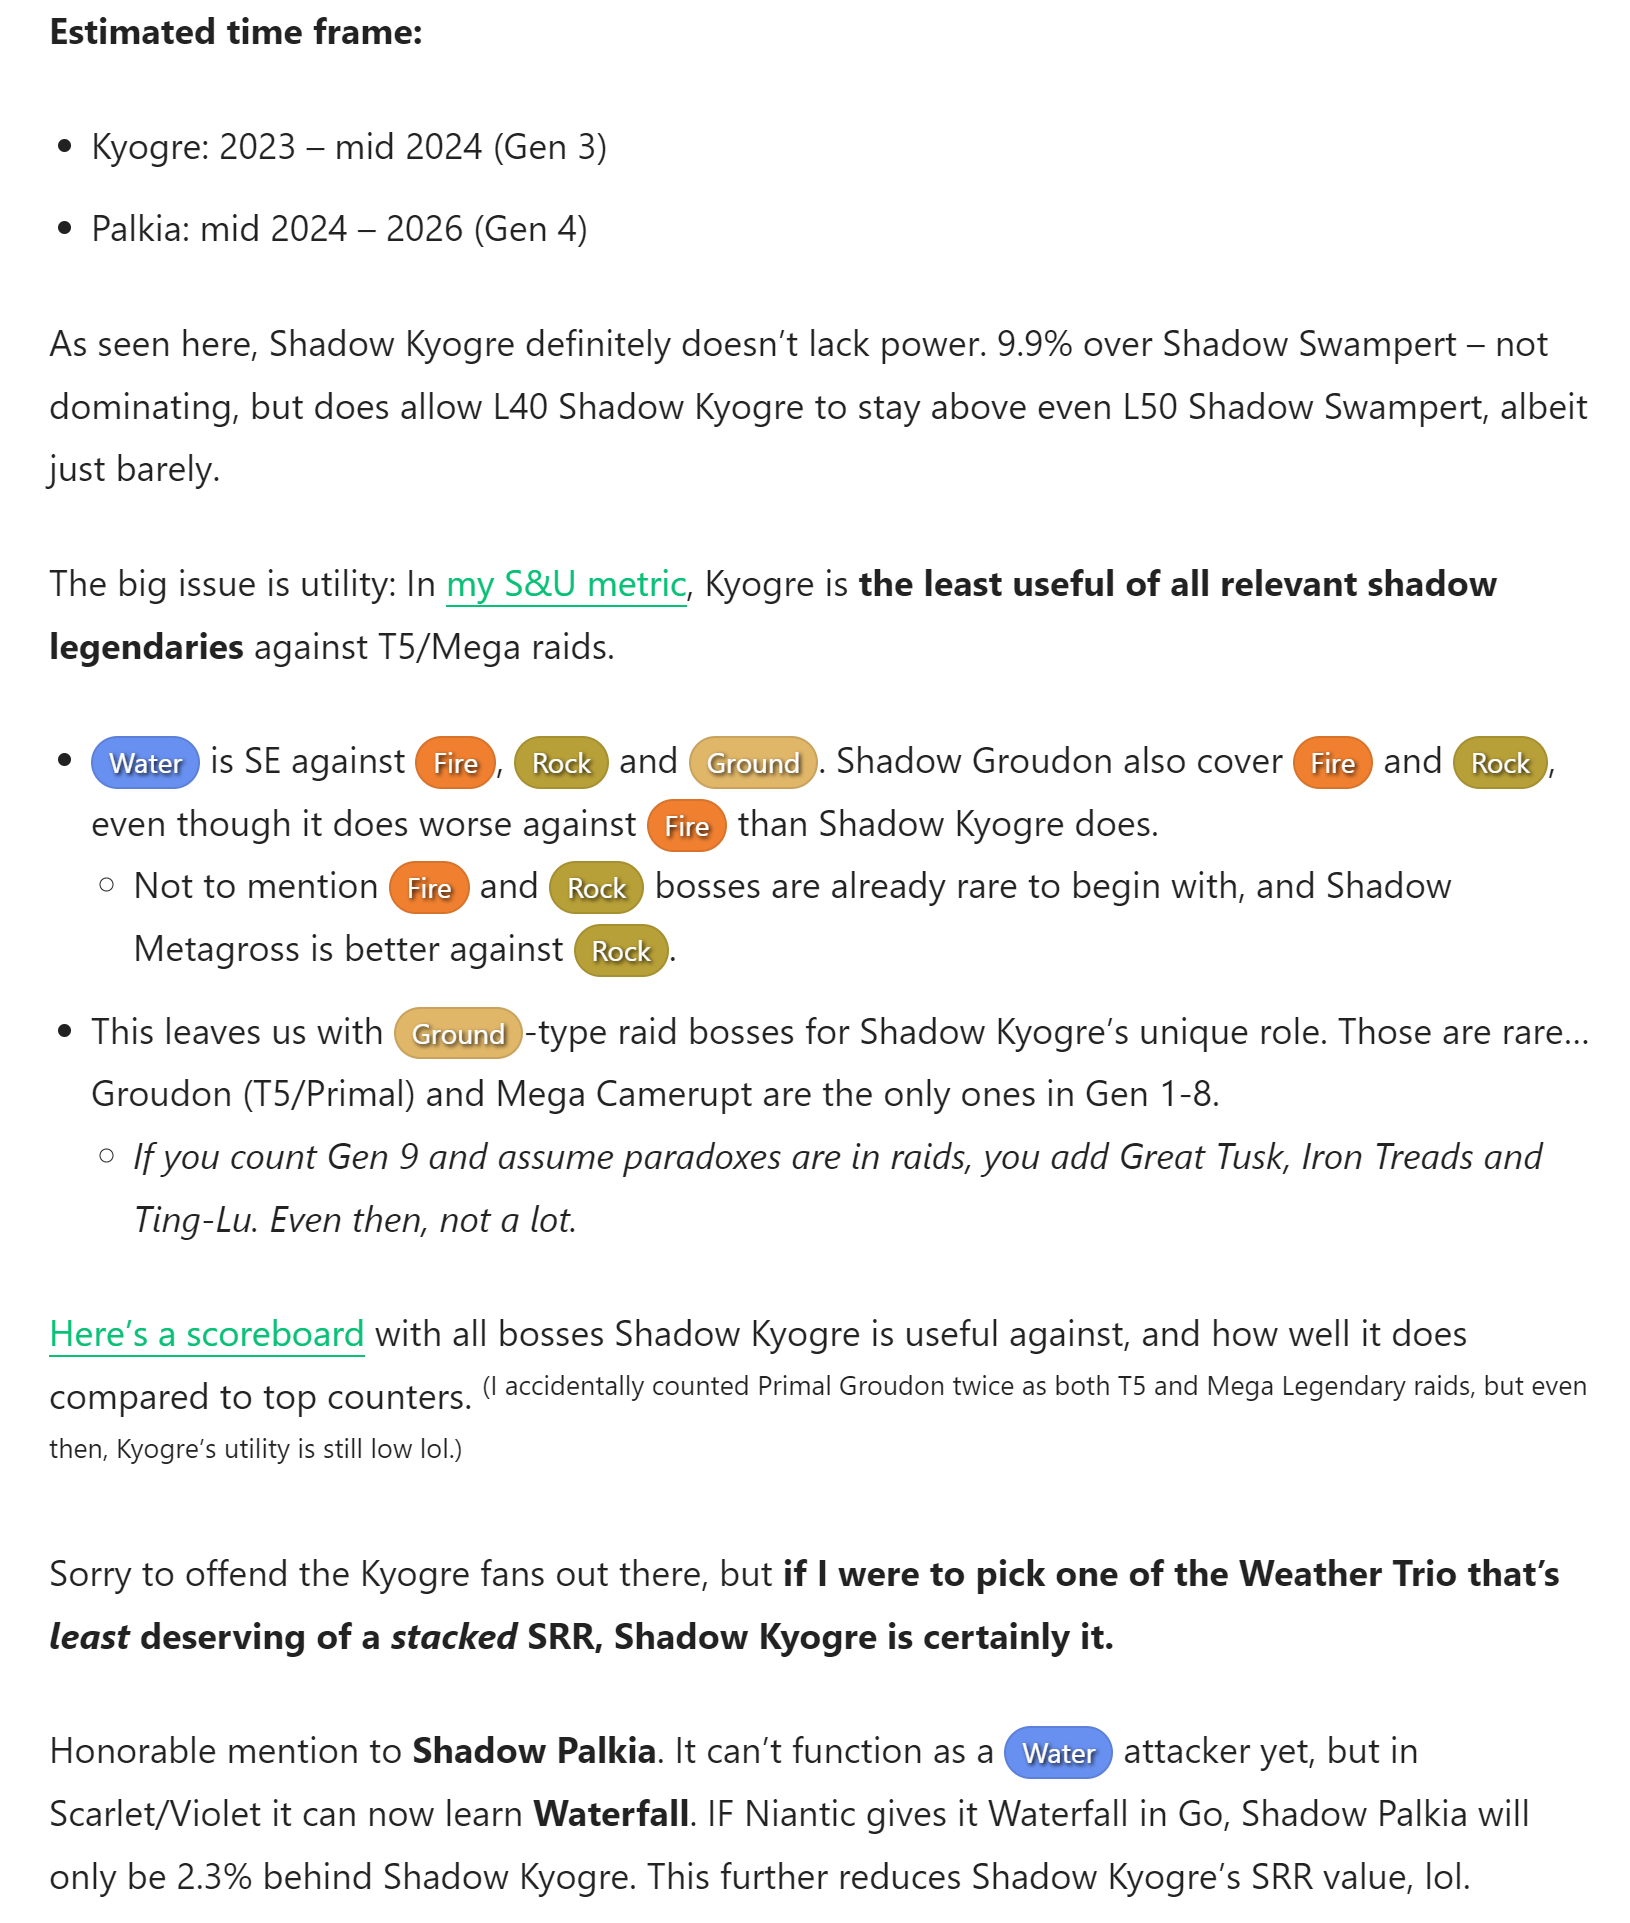 Estimated time frame:
• Kyogre: 2023 – mid 2024 (Gen 3)
• Palkia: mid 2024 – 2026 (Gen 4)
As seen here, Shadow Kyogre definitely doesn’t lack power. 9.9% over Shadow Swampert – not
dominating, but does allow L40 Shadow Kyogre to stay above even L50 Shadow Swampert, albeit
just barely.
The big issue is utility: In my S&U metric, Kyogre is the least useful of all relevant shadow
legendaries against T5/Mega raids.
• Water is SE against Fire, Rock and Ground. Shadow Groudon also cover Fire and Rock,
even though it does worse against Fire than Shadow Kyogre does.
○ Not to mention Fire and Rock bosses are already rare to begin with, and Shadow
Metagross is better against Rock.
• This leaves us with Ground-type raid bosses for Shadow Kyogre’s unique role. Those are rare…
Groudon (T5/Primal) and Mega Camerupt are the only ones in Gen 1-8.
○ If you count Gen 9 and assume paradoxes are in raids, you add Great Tusk, Iron Treads and
Ting-Lu. Even then, not a lot.
Here’s a scoreboard with all bosses Shadow Kyogre is useful against, and how well it does
compared to top counters. (I accidentally counted Primal Groudon twice as both T5 and Mega Legendary raids, but even
then, Kyogre’s utility is still low lol.)
Sorry to offend the Kyogre fans out there, but if I were to pick one of the Weather Trio that’s
least deserving of a stacked SRR, Shadow Kyogre is certainly it.
Honorable mention to Shadow Palkia. It can’t function as a Water attacker yet, but in
Scarlet/Violet it can now learn Waterfall. IF Niantic gives it Waterfall in Go, Shadow Palkia will
only be 2.3% behind Shadow Kyogre. This further reduces Shadow Kyogre’s SRR value, lol.